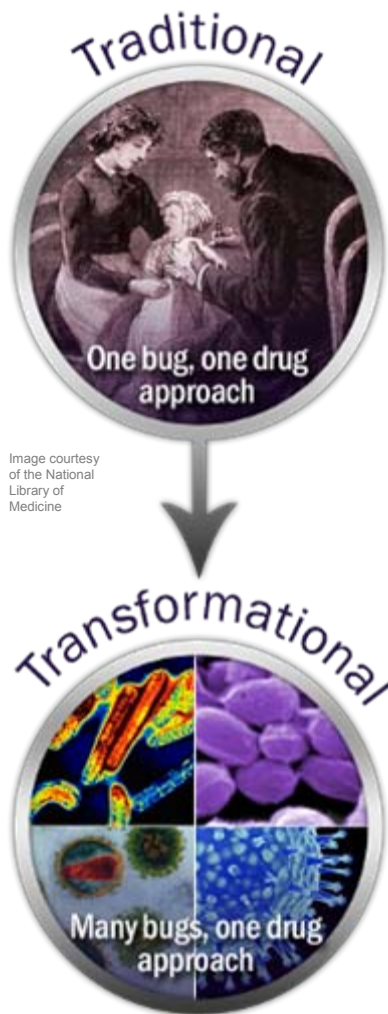 Traditional
One bug, one drug
approach
Image courtesy
of the National
Library of
Medicine
Transformational
Many bugs, one drug
approach